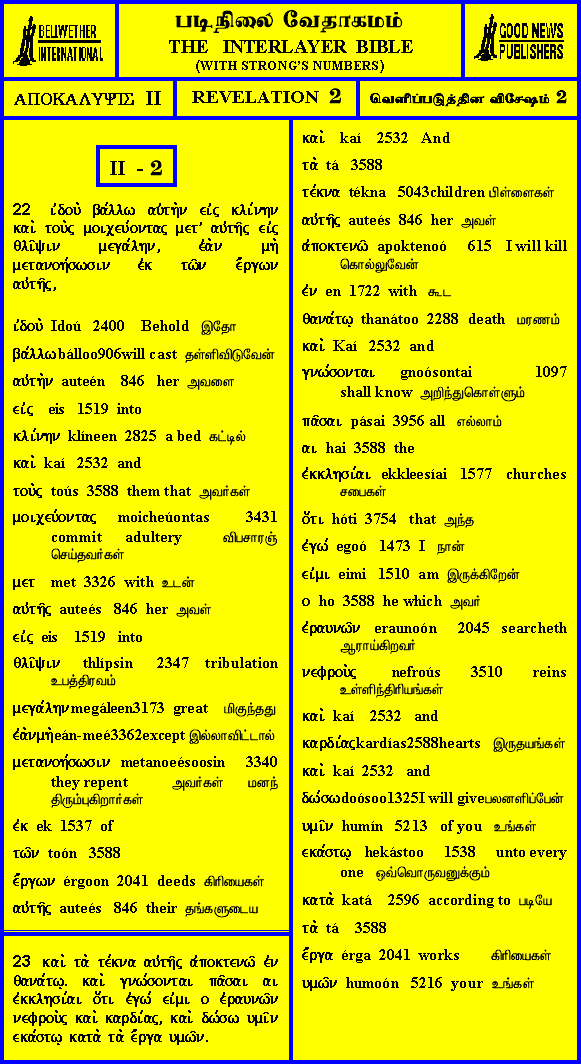 BELLWETHER
INTERNATIONAL
படிநிலை வேதாகமம்
THE INTERLAYER BIBLE
(WITH STRONG'S NUMBERS)
GOOD NEWS
PUBLISHERS
ΑΠΟΚΑΛΥΨΙΣ II
REVELATION 2
வெளிப்படுத்தின விசேஷம் 2
II - 2
22 ἰδοὺ βάλλω αὐτὴν εἰς κλίνην
καὶ τοὺς μοιχεύοντας μετ’ αὐτῆς εἰς
θλῖψιν μεγάλην, ἐὰν μὴ
μετανοήσωσιν ἐκ τῶν ἔργων
αὐτῆς,
ἰδοὺ Idoú 2400 Behold இதோ
βάλλω bálloo906will cast தள்ளிவிடுவேன்
αὐτὴν auteén 846 her அவளை
εἰς eis 1519 into
κλίνην klíneen 2825 a bed கட்டில்
καὶ kaí 2532 and
τοὺς toús 3588 them that அவர்கள்
μοιχεύοντας moicheúontas 3431
commit adultery விபசாரஞ்
செய்தவர்கள்
μετ met 3326 with உடன்
αὐτῆς auteés 846 her அவள்
εἰς eis 1519 into
θλῖψιν thlípsin 2347 tribulation
உபத்திரவம்
μεγάλην megáleen3173 great மிகுந்தது
ἐὰνμὴ eán-meé3362except இல்லாவிட்டால்
μετανοήσωσιν metanoeésoosin 3340
they repent அவர்கள் மனந்
திரும்புகிறார்கள்
ἐκ ek 1537 of
τῶν toón 3588
ἔργων érgoon 2041 deeds கிரியைகள்
αὐτῆς auteés 846 their தங்களுடைய
23 καὶ τὰ τέκνα αὐτῆς ἀποκτενῶ ἐν
θανάτῳ. καὶ γνώσονται πᾶσαι αι
ἐκκλησίαι ὅτι ἐγώ εἰμι ο ἐραυνῶν
νεφροὺς καὶ καρδίας, καὶ δώσω υμῖν
εκάστῳ κατὰ τὰ ἔργα υμῶν.
καὶ kaí 2532 And
τὰ tá 3588
τέκνα tékna 5043children பிள்ளைகள்
αὐτῆς auteés 846 her அவள்
ἀποκτενῶ apoktenoó 615 I will kill
கொல்லுவேன்
ἐν en 1722 with கூட
θανάτῳ thanátoo 2288 death மரணம்
καὶ Kaí 2532 and
γνώσονται gnoósontai 1097
shall know அறிந்துகொள்ளும்
πᾶσαι pásai 3956 all எல்லாம்
αι hai 3588 the
ἐκκλησίαι ekkleesíai 1577 churches
சபைகள்
ὅτι hóti 3754 that அந்த
ἐγώ egoó 1473 I நான்
εἰμι eimi 1510 am இருக்கிறேன்
ο ho 3588 he which அவர்
ἐραυνῶν eraunoón 2045 searcheth
ஆராய்கிறவர்
νεφροὺς nefroús 3510 reins
உள்ளிந்திரியங்கள்
καὶ kaí 2532 and
καρδίας kardías2588hearts இருதயங்கள்
καὶ kaí 2532 and
δώσω doósoo1325I will give பலனளிப்பேன்
υμῖν humín 5213 of you உங்கள்
εκάστῳ hekástoo 1538 unto every
one ஒவ்வொருவனுக்கும்
κατὰ katá 2596 according to படியே
τὰ tá 3588
ἔργα érga 2041 works கிரியைகள்
υμῶν humoón 5216 your உங்கள்